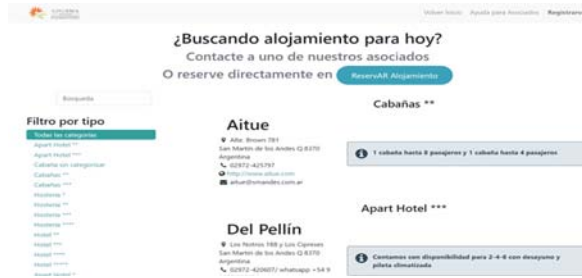 Volver Inicio Ayuda para Asociados Registrarse
¿Buscando alojamiento para hoy?
Contacte a uno de nuestros asociados
O reserve directamente en ReservAR Alojamiento
Búsqueda
Filtro por tipo
Todas las categorías
Apart Hotel **
Apart Hotel ***
Cabaña sin categorizar
Cabañas **
Cabañas ***
Hostería *
Hostería **
Hostería ***
Hostería ****
Hotel **
Hotel ***
Hotel ****
Hotel *****
Aitue
Alte. Brown 781
San Martín de los Andes Q 8370
Argentina
02972-425797
http://www.aitue.com
aitue@smandes.com.ar
Cabañas **
1 cabaña hasta 8 pasajeros y 1 cabaña hasta 4 pasajeros
Del Pellín
Los Notros 188 y Los Cipreses
San Martín de los Andes Q 8370
Argentina
02972-420607/ whatsapp +54 9
Apart Hotel ***
Contamos con disponibilidad para 2-4-6 con desayuno y
pileta climatizada